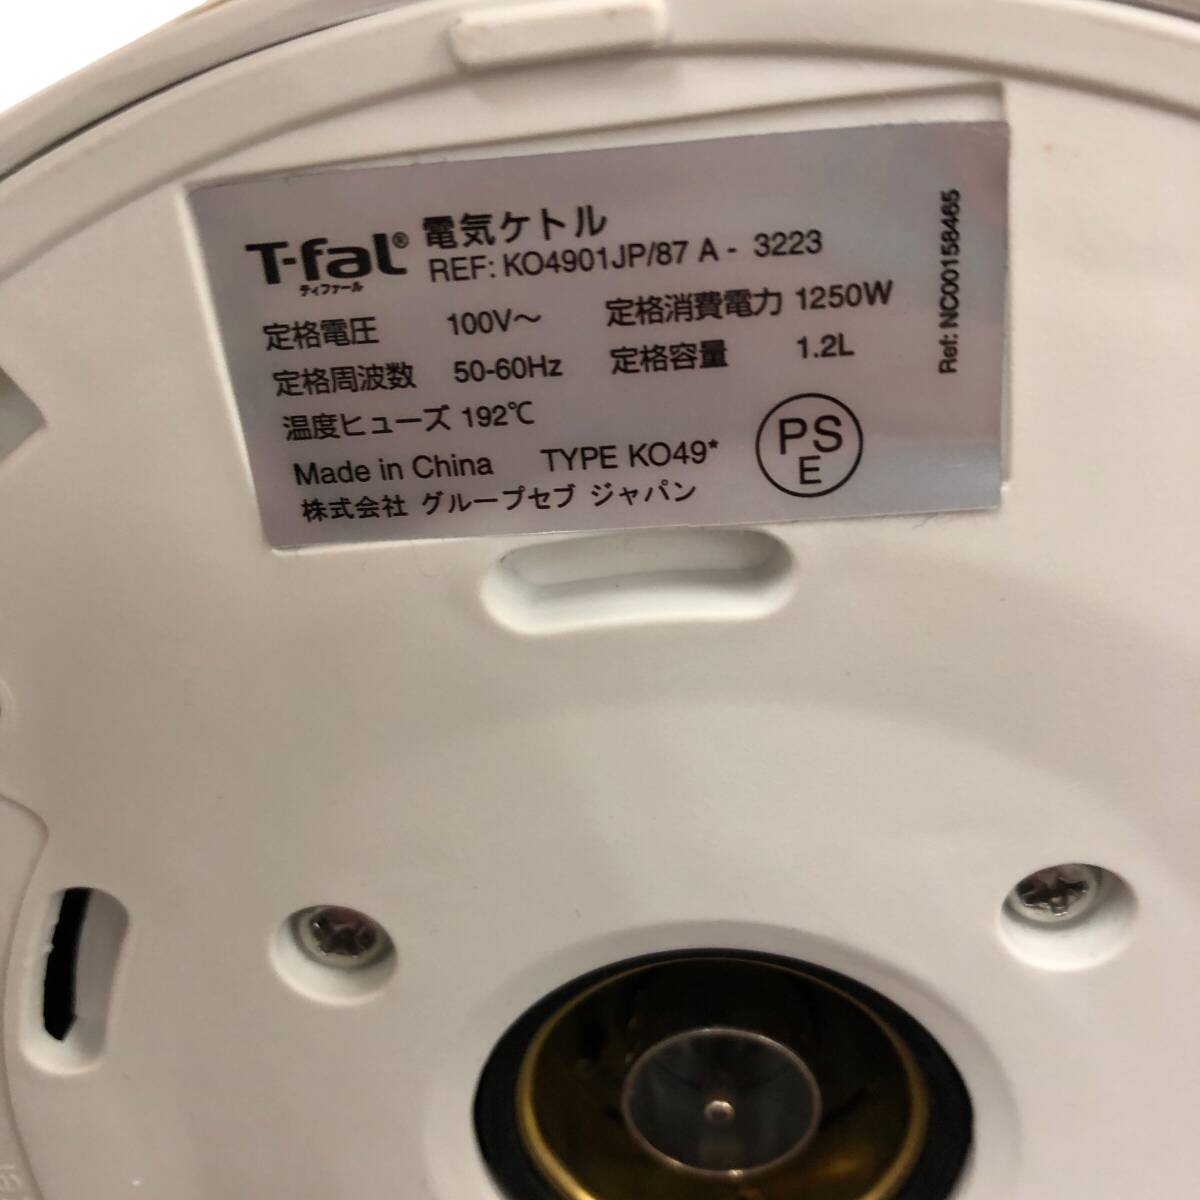 T-fal® 電気ケトル
ティファール
REF: KO4901JP/87 A - 3223
定格電圧 100V～ 定格消費電力 1250W
定格周波数 50-60Hz 定格容量 1.2L
温度ヒューズ 192℃
Made in China TYPE KO49*
株式会社 グループセブ ジャパン
PS
E
Ref: NC00158465